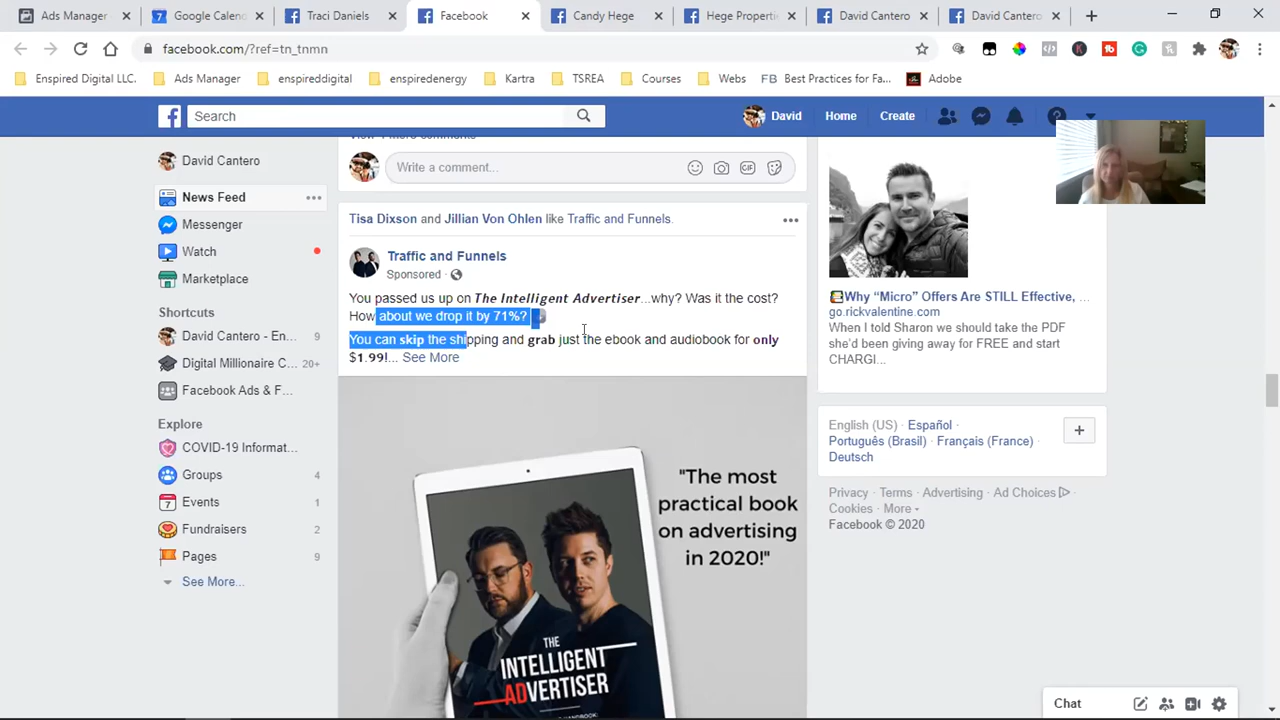 Ads Manager
Google Calen
Traci Daniels
Facebook
Candy Hege
Hege Properti
David Cantero
David Cantero
facebook.com/?ref=tn_tnmn
Enspired Digital LLC.
Ads Manager
enspireddigital
enspiredenergy
Kartra
TSREA
Courses
Webs
FB Best Practices for Fa...
Adobe
Search
David
Home
Create
David Cantero
News Feed
Messenger
Watch
Marketplace
Shortcuts
David Cantero - En...
Digital Millionaire C...
20+
Facebook Ads & F...
Explore
COVID-19 Informat...
Groups
4
Events
1
Fundraisers
2
Pages
9
See More...
Write a comment...
GIF
Tisa Dixson and Jillian Von Ohlen like Traffic and Funnels.
Traffic and Funnels
Sponsored ·
You passed us up on The Intelligent Advertiser...why? Was it the cost?
How about we drop it by 71%?
You can skip the shipping and grab just the ebook and audiobook for only
$1.99!... See More
"The most
practical book
on advertising
in 2020!"
THE
INTELLIGENT
ADVERTISER
Why “Micro” Offers Are STILL Effective, ...
go.rickvalentine.com
When I told Sharon we should take the PDF
she’d been giving away for FREE and start
CHARGI...
English (US) · Español ·
Português (Brasil) · Français (France) ·
Deutsch
Privacy · Terms · Advertising · Ad Choices ·
Cookies · More
Facebook © 2020
Chat